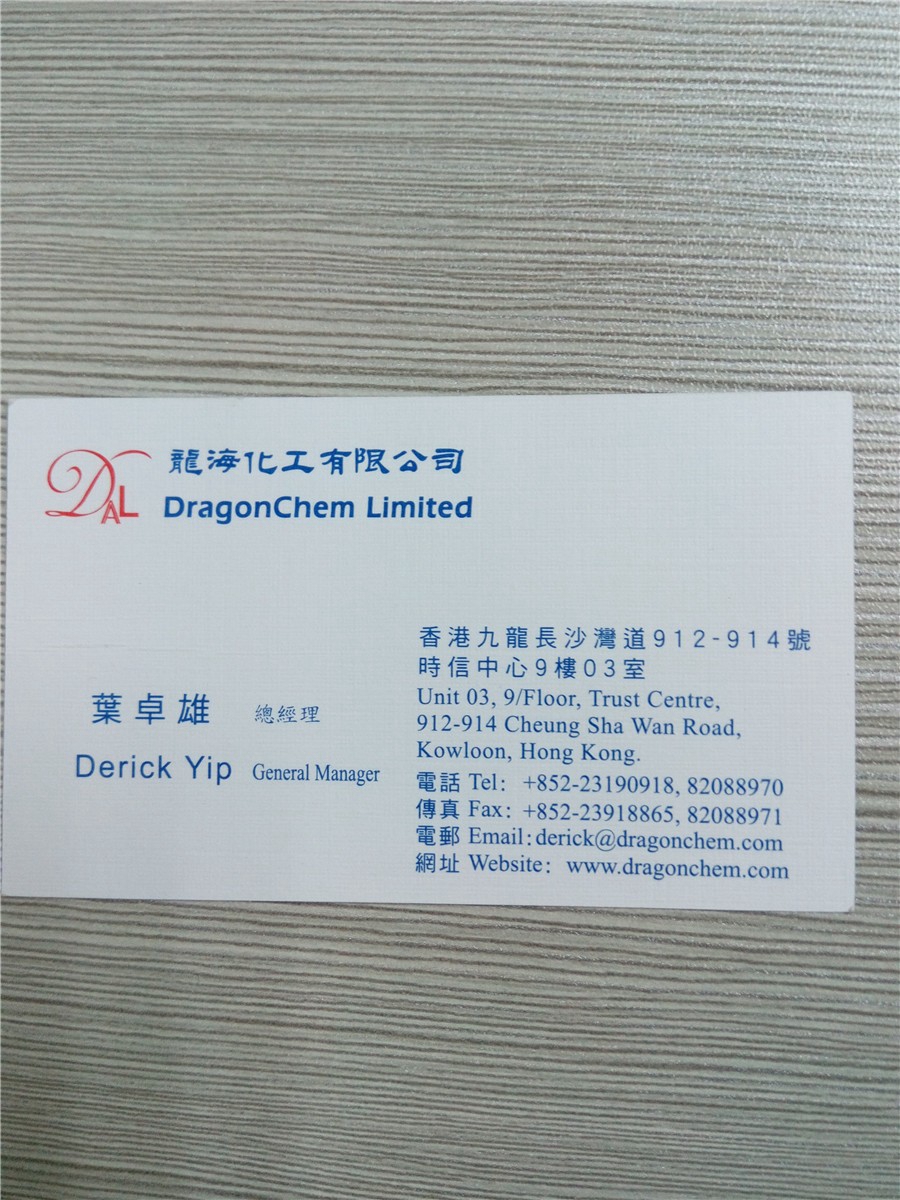 DAL
龍海化工有限公司
DragonChem Limited
葉卓雄 總經理
Derick Yip General Manager
香港九龍長沙灣道912-914號
時信中心9樓03室
Unit 03, 9/Floor, Trust Centre,
912-914 Cheung Sha Wan Road,
Kowloon, Hong Kong.
電話 Tel: +852-23190918, 82088970
傳真 Fax: +852-23918865, 82088971
電郵 Email:derick@dragonchem.com
網址 Website: www.dragonchem.com